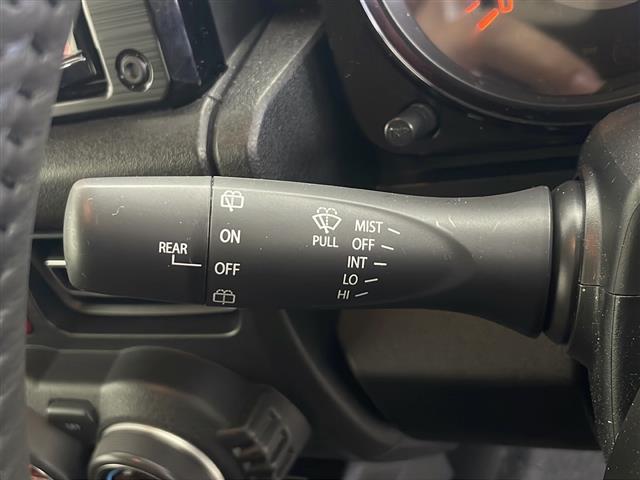 REAR
ON
OFF
PULL
MIST
OFF
INT
LO
HI